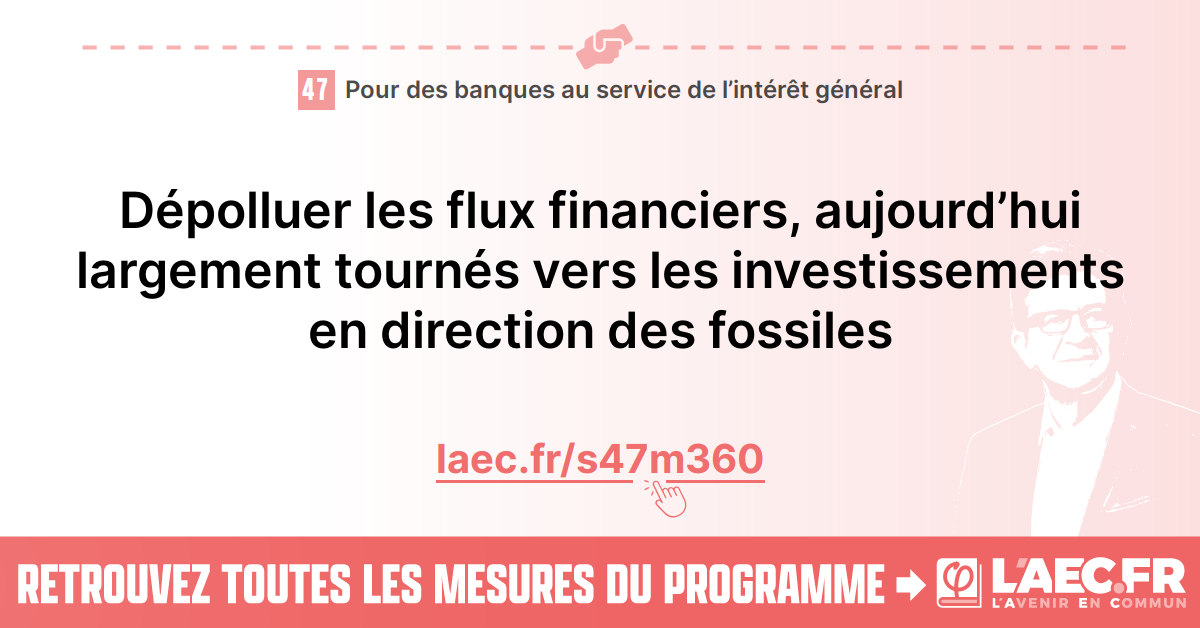 47 Pour des banques au service de l’intérêt général
Dépolluer les flux financiers, aujourd’hui
largement tournés vers les investissements
en direction des fossiles
laec.fr/s47m360
RETROUVEZ TOUTES LES MESURES DU PROGRAMME
φ L'AEC.FR
L'AVENIR EN COMMUN